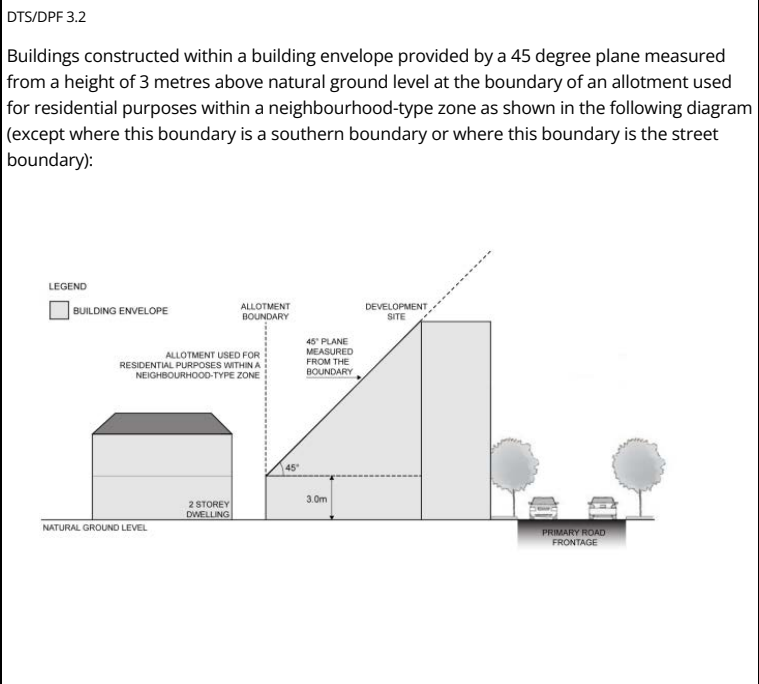 DTS/DPF 3.2
Buildings constructed within a building envelope provided by a 45 degree plane measured
from a height of 3 metres above natural ground level at the boundary of an allotment used
for residential purposes within a neighbourhood-type zone as shown in the following diagram
(except where this boundary is a southern boundary or where this boundary is the street
boundary):
LEGEND
BUILDING ENVELOPE
ALLOTMENT
BOUNDARY
DEVELOPMENT
SITE
ALLOTMENT USED FOR
RESIDENTIAL PURPOSES WITHIN A
NEIGHBOURHOOD-TYPE ZONE
45° PLANE
MEASURED
FROM THE
BOUNDARY
45°
3.0m
2 STOREY
DWELLING
NATURAL GROUND LEVEL
PRIMARY ROAD
FRONTAGE